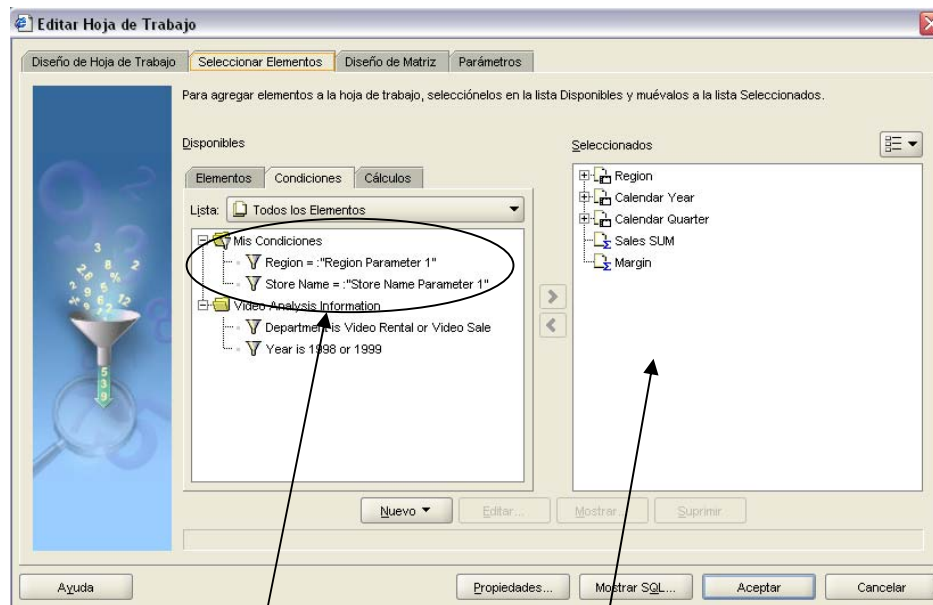 Editar Hoja de Trabajo
Diseño de Hoja de Trabajo Seleccionar Elementos Diseño de Matriz Parámetros
Para agregar elementos a la hoja de trabajo, selecciónelos en la lista Disponibles y muévalos a la lista Seleccionados.
Disponibles
Elementos Condiciones Cálculos
Lista: Todos los Elementos
Mis Condiciones
Region = :"Region Parameter 1"
Store Name = :"Store Name Parameter 1"
Video Analysis Information
Department is Video Rental or Video Sale
Year is 1998 or 1999
Seleccionados
Region
Calendar Year
Calendar Quarter
Sales SUM
Margin
Nuevo Editar... Mostrar... Suprimir
Ayuda Propiedades... Mostrar SQL... Aceptar Cancelar